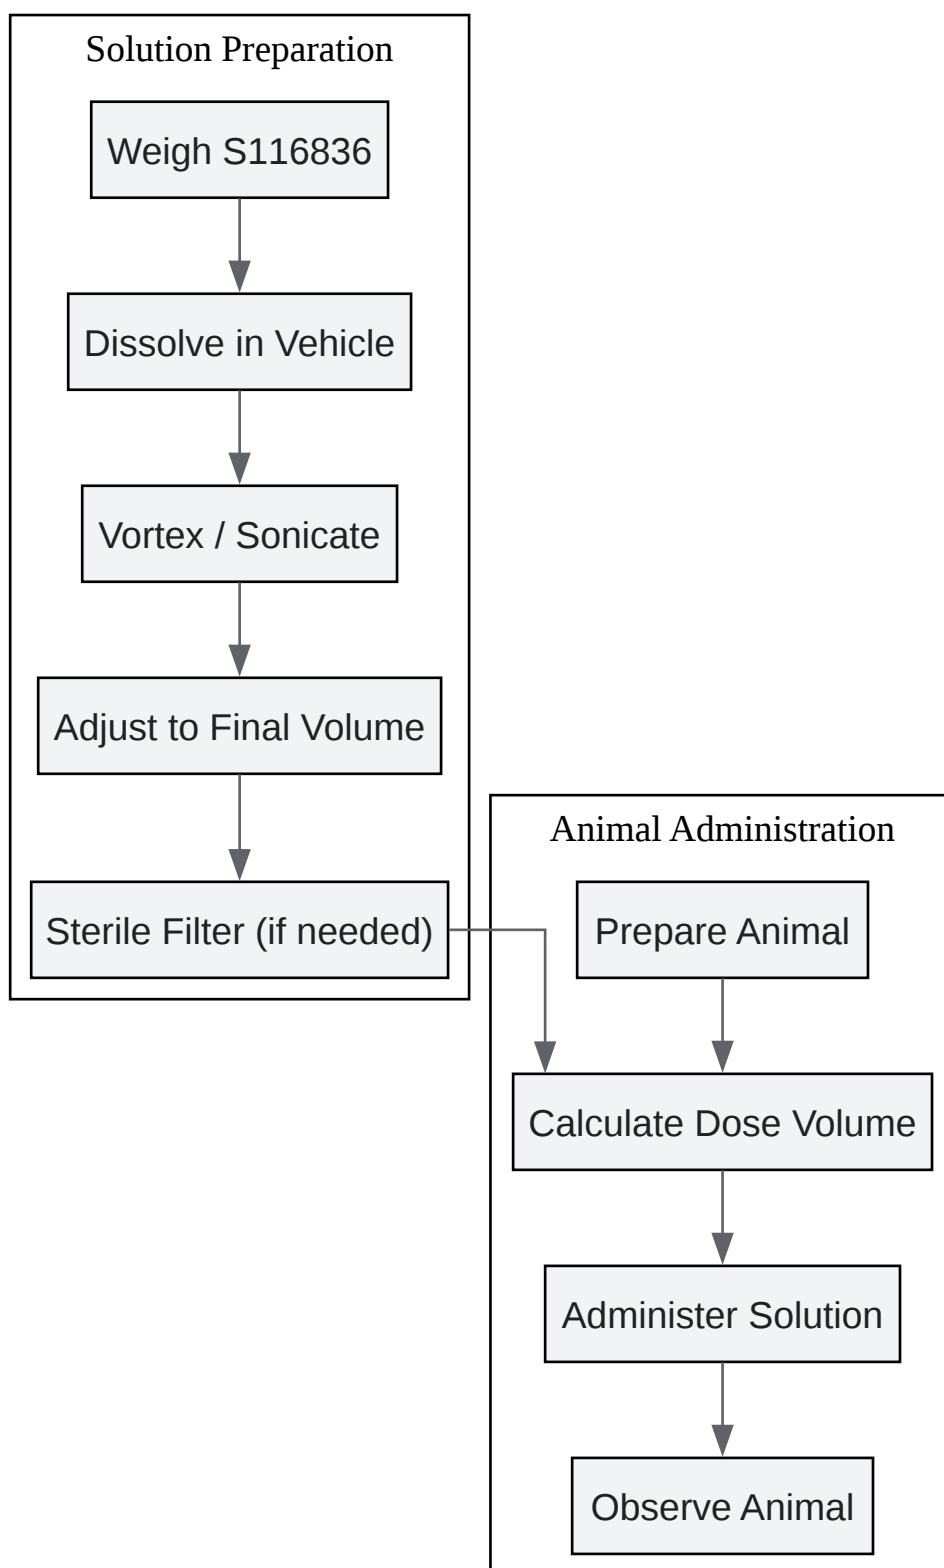 Solution Preparation
Weigh S116836
Dissolve in Vehicle
Vortex / Sonicate
Adjust to Final Volume
Sterile Filter (if needed)
Animal Administration
Prepare Animal
Calculate Dose Volume
Administer Solution
Observe Animal